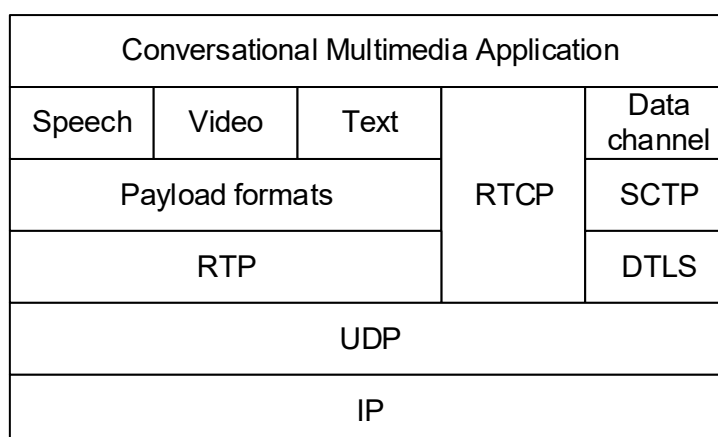 Conversational Multimedia Application
Speech
Video
Text
RTCP
Data
channel
Payload formats
SCTP
RTP
DTLS
UDP
IP